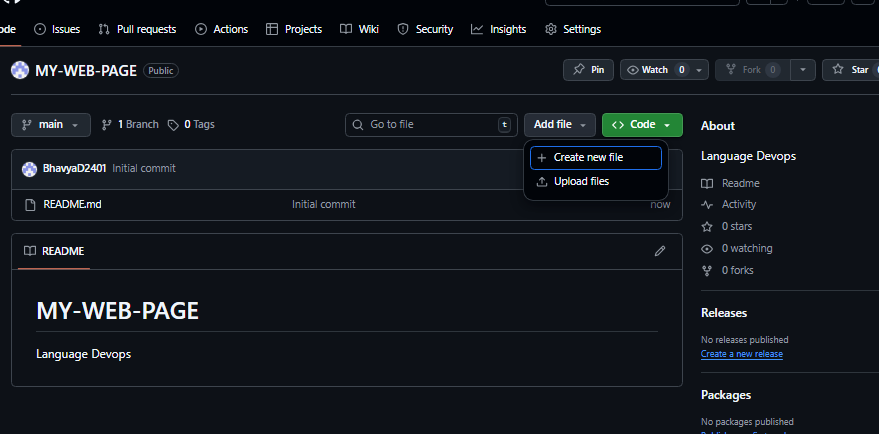 ode Issues Pull requests Actions Projects Wiki Security Insights Settings
MY-WEB-PAGE Public Pin Watch 0 Fork 0 Star 0
main 1 Branch 0 Tags Go to file t Add file Code
About
Create new file
Language Devops
BhavyaD2401 Initial commit
Upload files
Readme
README.md Initial commit now
Activity
0 stars
README
0 watching
0 forks
MY-WEB-PAGE
Releases
No releases published
Language Devops
Create a new release
Packages
No packages published